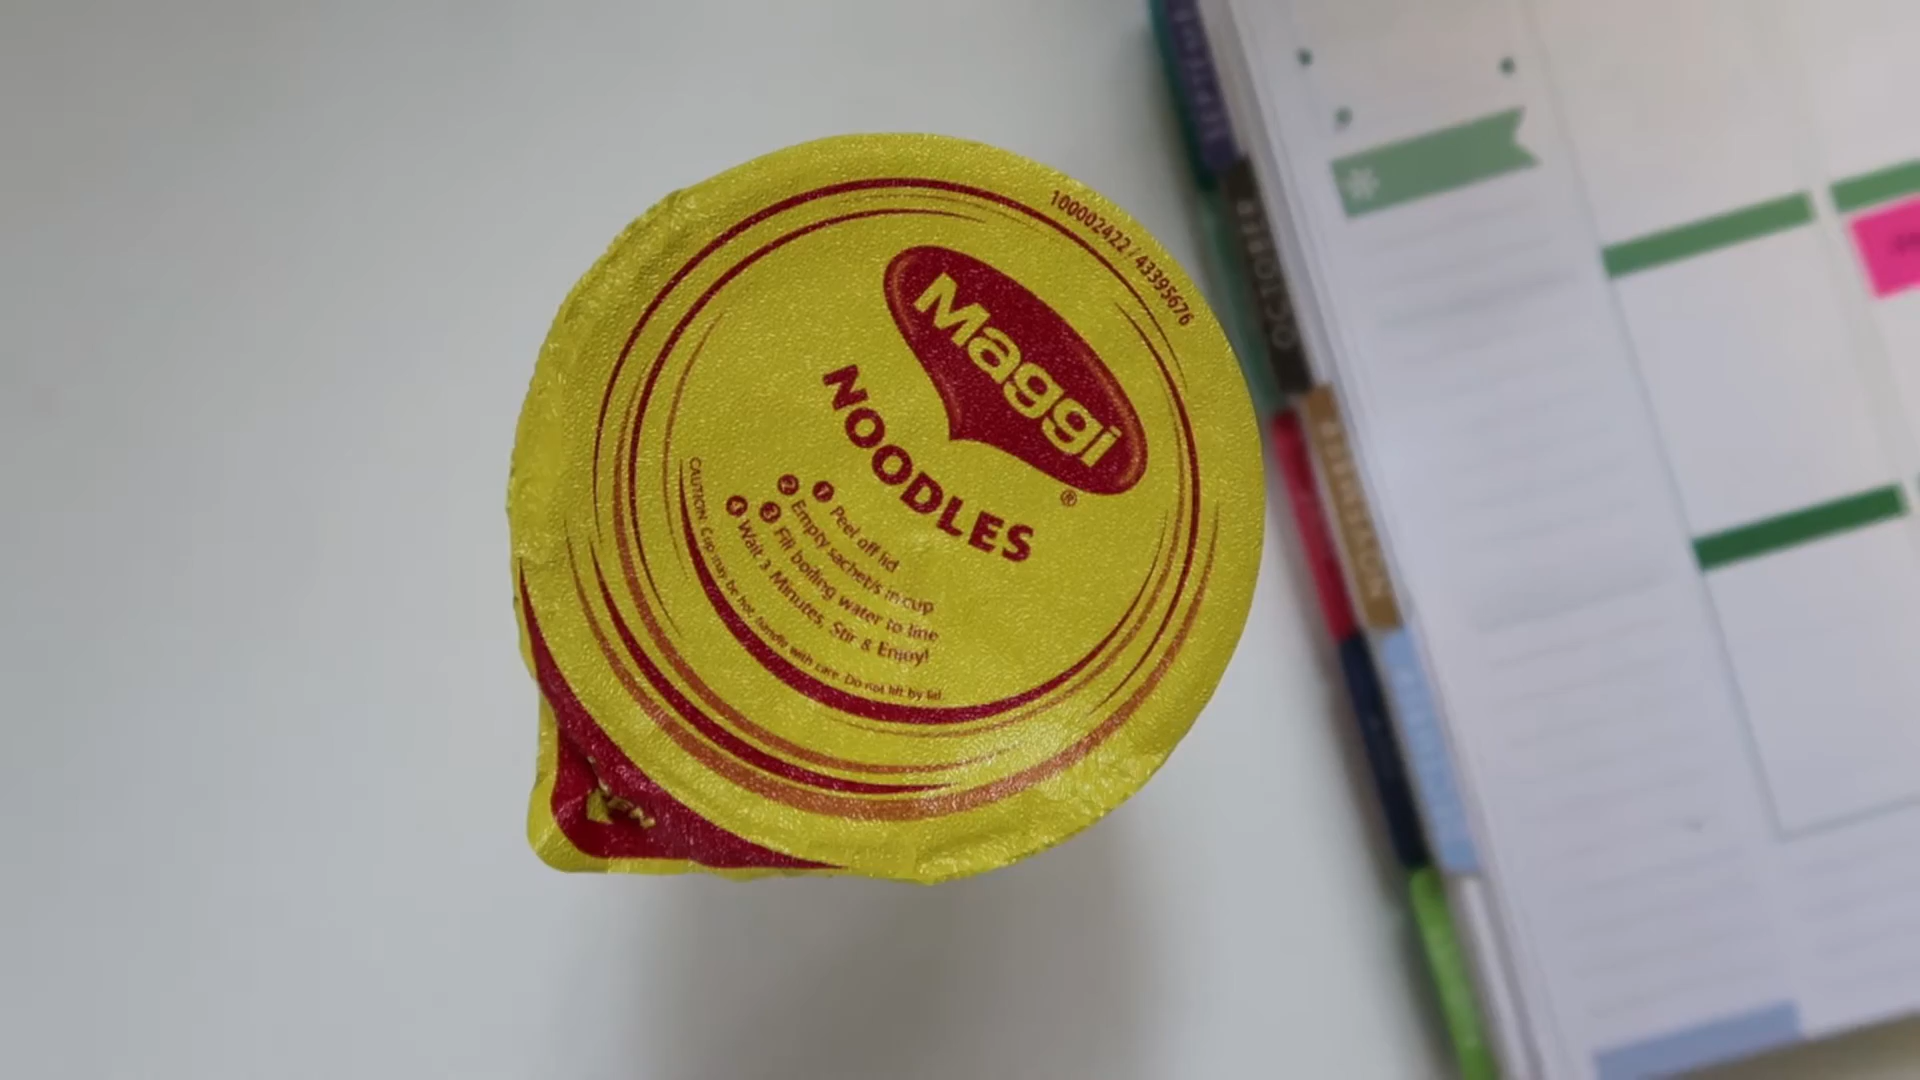 100002422 / 43395676
Maggi
®
NOODLES
1 Peel off lid
2 Empty sachet/s in cup
3 Fill boiling water to line
4 Wait 3 Minutes, Stir & Enjoy!
CAUTION: Cup may be hot, handle with care. Do not lift by lid.
OCTOBER
NOVEMBER